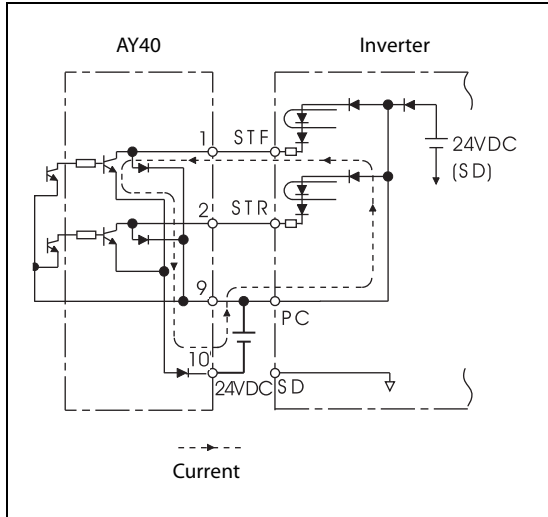 AY40
Inverter
1
STF
24VDC
(SD)
2
STR
9
PC
10
24VDC
SD
Current